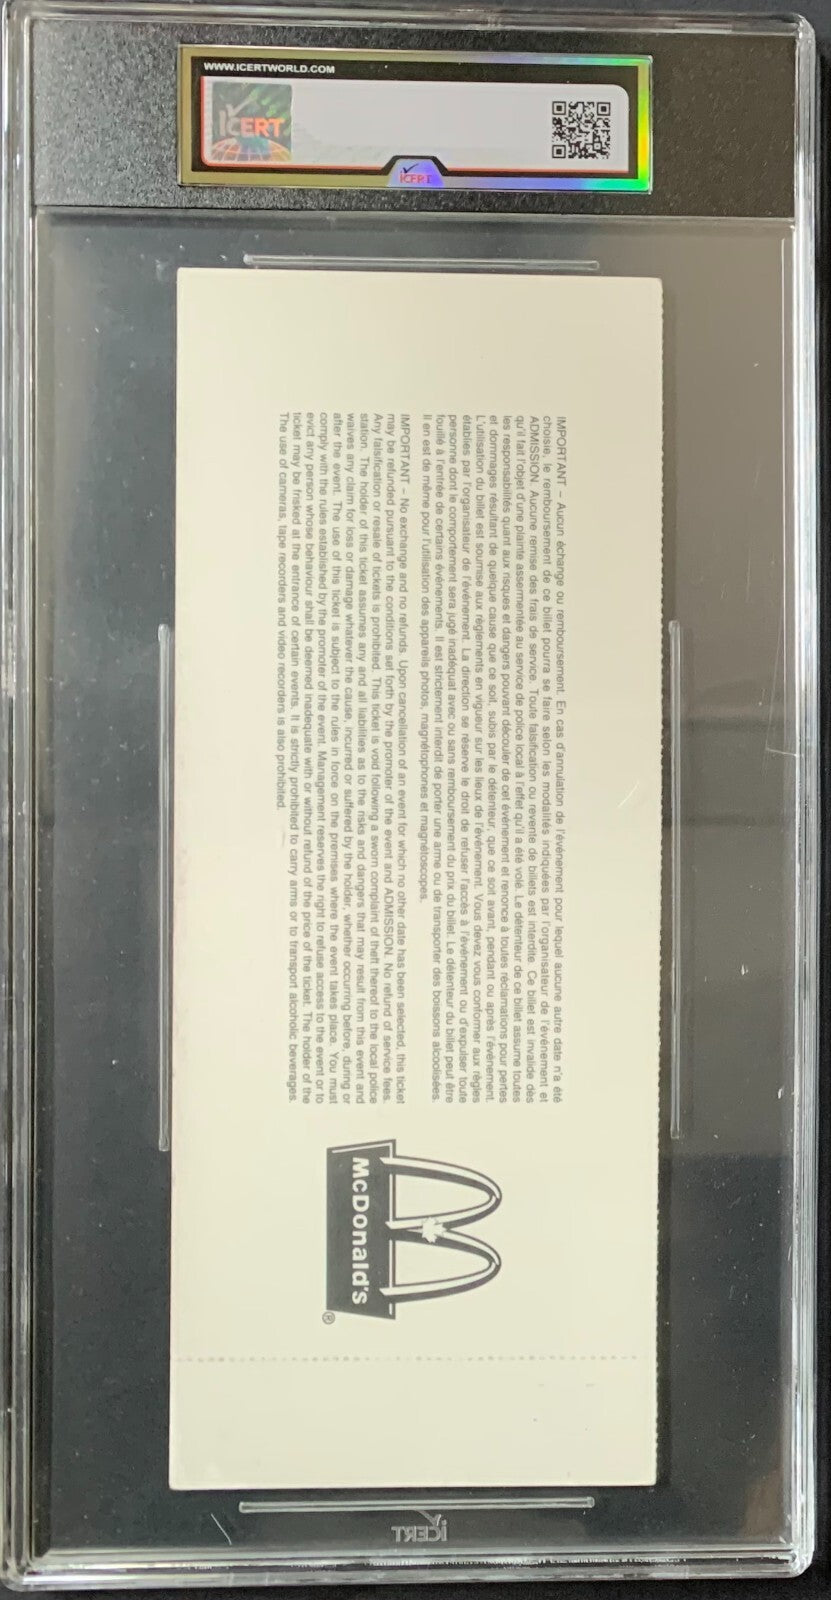 WWW.ICERTWORLD.COM
iCERT
iCERT
IMPORTANT – Aucun échange ou remboursement. En cas d'annulation de l'événement pour lequel aucune autre date n'a été
choisie, le remboursement de ce billet pourra se faire selon les modalités indiquées par l'organisateur de l'événement et
ADMISSION. Aucune remise des frais de service. Toute falsification ou revente de billets est interdite. Ce billet est invalide dès
qu'il fait l'objet d'une plainte assermentée au service de police local à l'effet qu'il a été volé. Le détenteur de ce billet assume toutes
les responsabilités quant aux risques et dangers pouvant découler de cet événement et renonce à toutes réclamations pour pertes
et dommages résultant de quelque cause que ce soit, subis par le détenteur, que ce soit avant, pendant ou après l'événement.
L'utilisation du billet est soumise aux règlements en vigueur sur les lieux de l'événement. Vous devez vous conformer aux règles
établies par l'organisateur de l'événement. La direction se réserve le droit de refuser l'accès à l'événement ou d'expulser toute
personne dont le comportement sera jugé inadéquat avec ou sans remboursement du prix du billet. Le détenteur du billet peut être
fouillé à l'entrée de certains événements. Il est strictement interdit de porter une arme ou de transporter des boissons alcoolisées.
Il en est de même pour l'utilisation des appareils photos, magnétophones et magnétoscopes.
IMPORTANT – No exchange and no refunds. Upon cancellation of an event for which no other date has been selected, this ticket
may be refunded pursuant to the conditions set forth by the promoter of the event and ADMISSION. No refund of service fees.
Any falsification or resale of tickets is prohibited. This ticket is void following a sworn complaint of theft thereof to the local police
station. The holder of this ticket assumes any and all liabilities as to the risks and dangers that may result from this event and
waives any claim for loss or damage whatever the cause, incurred or suffered by the holder, whether occurring before, during or
after the event. The use of this ticket is subject to the rules in force on the premises where the event takes place. You must
comply with the rules established by the promoter of the event. Management reserves the right to refuse access to the event or to
evict any person whose behaviour shall be deemed inadequate with or without refund of the price of the ticket. The holder of the
ticket may be frisked at the entrance of certain events. It is strictly prohibited to carry arms or to transport alcoholic beverages.
The use of cameras, tape recorders and video recorders is also prohibited.
McDonald's ®
iCERT